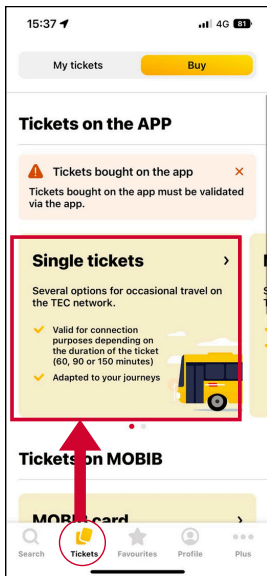 15:37 4G 81
My tickets Buy
Tickets on the APP
Tickets bought on the app
Tickets bought on the app must be validated
via the app.
Single tickets
Several options for occasional travel on
the TEC network.
Valid for connection
purposes depending on
the duration of the ticket
(60, 90 or 150 minutes)
Adapted to your journeys
Tickets on MOBIB
MOBIB card
Search Tickets Favourites Profile Plus